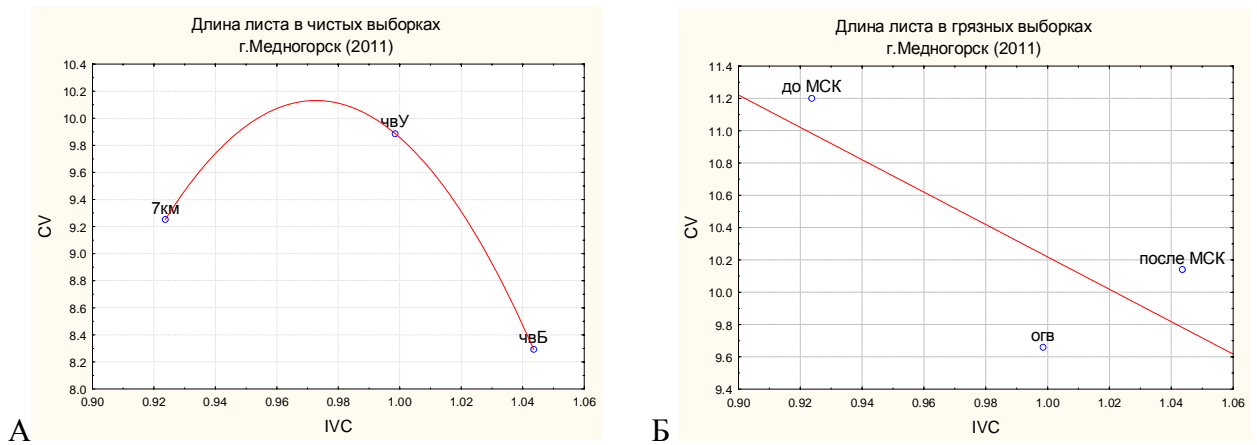 Длина листа в чистых выборках
г.Медногорск (2011)
10.4
10.2
10.0
9.8
9.6
9.4
9.2
9.0
8.8
8.6
8.4
8.2
8.0
CV
7км
чвУ
чвБ
0.90 0.92 0.94 0.96 0.98 1.00 1.02 1.04 1.06
IVC
А
Длина листа в грязных выборках
г.Медногорск (2011)
11.4
11.2
11.0
10.8
10.6
10.4
10.2
10.0
9.8
9.6
9.4
CV
до МСК
после МСК
огв
0.90 0.92 0.94 0.96 0.98 1.00 1.02 1.04 1.06
IVC
Б